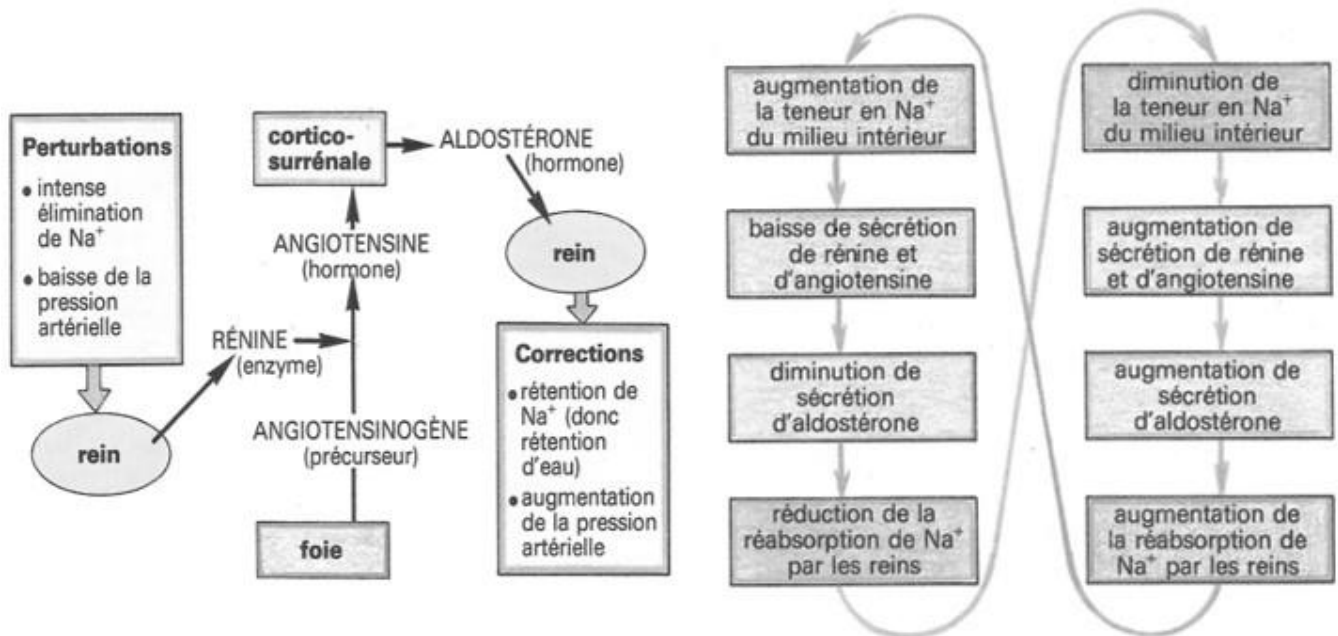 Perturbations
• intense
élimination
de Na⁺
• baisse de la
pression
artérielle
rein
RÉNINE
(enzyme)
cortico-
surrénale
ALDOSTÉRONE
(hormone)
ANGIOTENSINE
(hormone)
ANGIOTENSINOGÈNE
(précurseur)
foie
rein
Corrections
• rétention de
Na⁺ (donc
rétention
d'eau)
• augmentation
de la pression
artérielle
augmentation de
la teneur en Na⁺
du milieu intérieur
baisse de sécrétion
de rénine et
d'angiotensine
diminution de
sécrétion
d'aldostérone
réduction de la
réabsorption de Na⁺
par les reins
diminution de
la teneur en Na⁺
du milieu intérieur
augmentation de
sécrétion de rénine
et d'angiotensine
augmentation de
sécrétion
d'aldostérone
augmentation de
la réabsorption de
Na⁺ par les reins